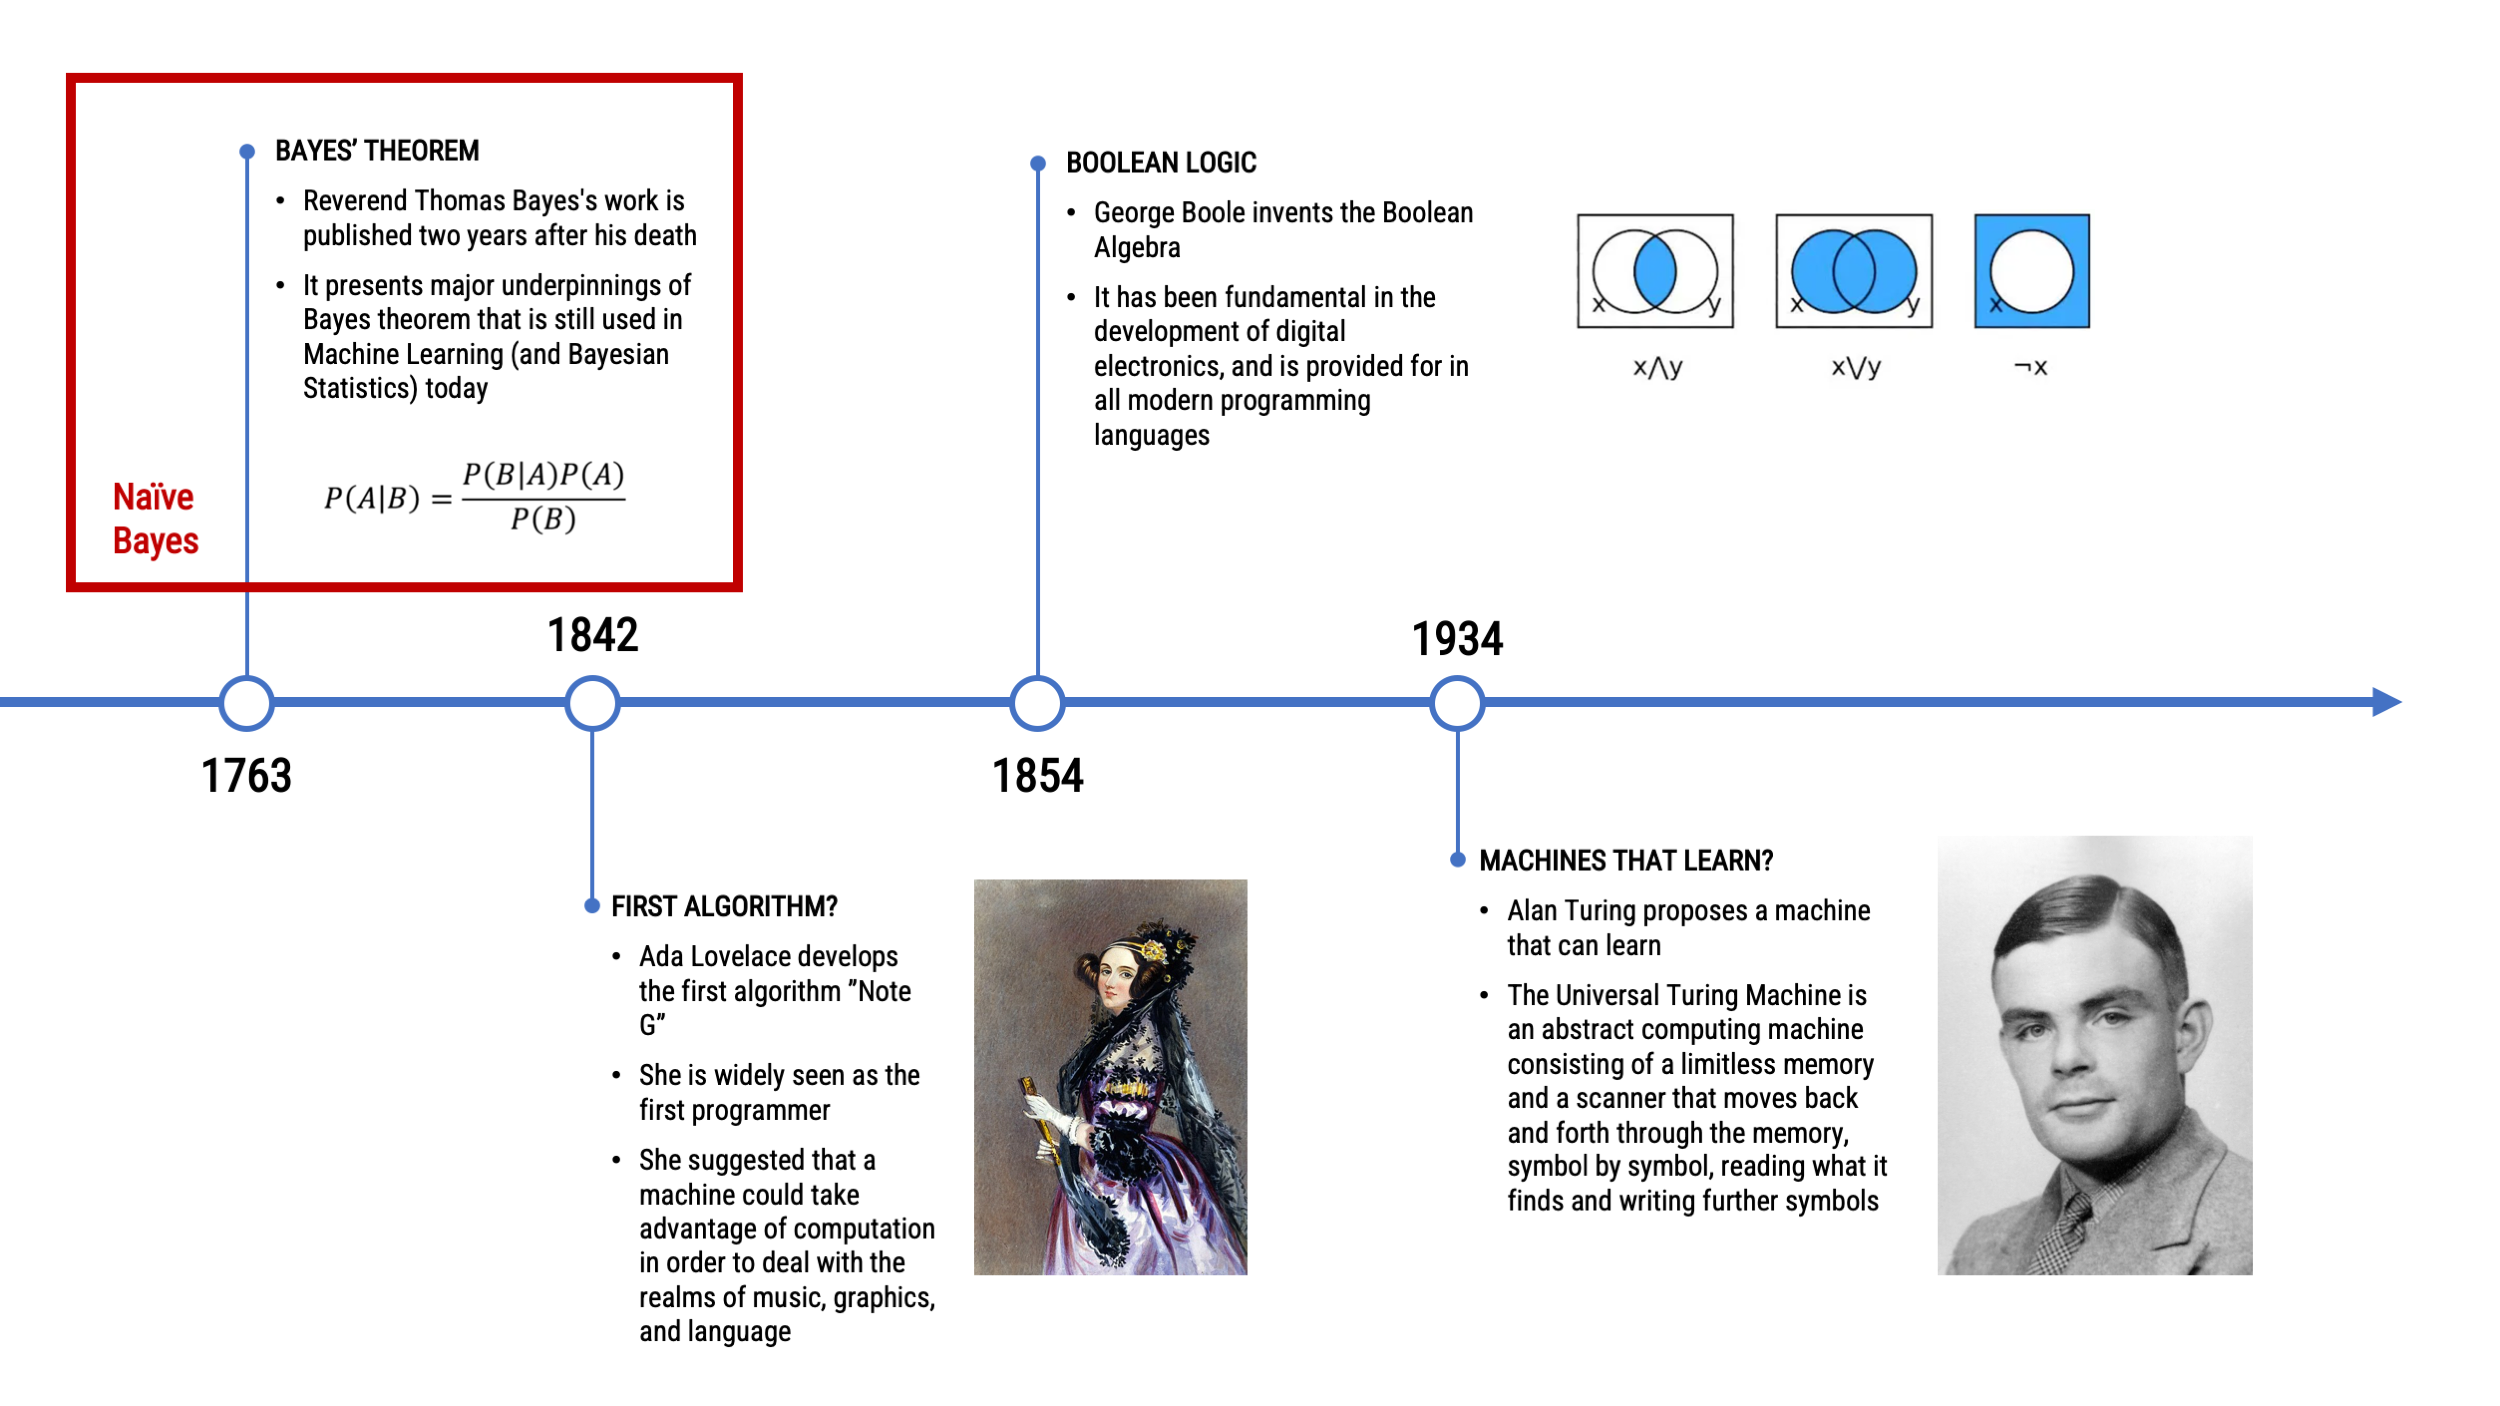 BAYES’ THEOREM
• Reverend Thomas Bayes's work is
published two years after his death
• It presents major underpinnings of
Bayes theorem that is still used in
Machine Learning (and Bayesian
Statistics) today
P(A|B) = P(B|A)P(A) / P(B)
Naïve
Bayes
1763
1842
FIRST ALGORITHM?
• Ada Lovelace develops
the first algorithm ”Note
G”
• She is widely seen as the
first programmer
• She suggested that a
machine could take
advantage of computation
in order to deal with the
realms of music, graphics,
and language
BOOLEAN LOGIC
• George Boole invents the Boolean
Algebra
• It has been fundamental in the
development of digital
electronics, and is provided for in
all modern programming
languages
x y
x⋀y
x y
x⋁y
x
¬x
1854
1934
MACHINES THAT LEARN?
• Alan Turing proposes a machine
that can learn
• The Universal Turing Machine is
an abstract computing machine
consisting of a limitless memory
and a scanner that moves back
and forth through the memory,
symbol by symbol, reading what it
finds and writing further symbols